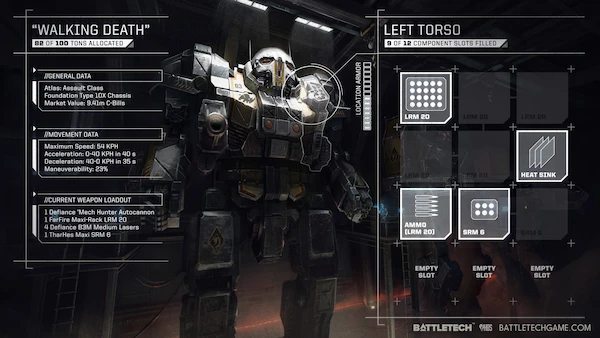 “WALKING DEATH”
82 OF 100 TONS ALLOCATED
//GENERAL DATA
Atlas: Assault Class
Foundation Type 10X Chassis
Market Value: 9.41m C-Bills
//MOVEMENT DATA
Maximum Speed: 54 KPH
Acceleration: 0-40 KPH in 40 s
Deceleration: 40-0 KPH in 35 s
Maneuverability: 23%
//CURRENT WEAPON LOADOUT
1 Defiance 'Mech Hunter Autocannon
1 FarFire Maxi-Rack LRM 20
4 Defiance B3M Medium Lasers
1 TharHes Maxi SRM 6
LOCATION ARMOR
LEFT TORSO
9 OF 12 COMPONENT SLOTS FILLED
LRM 20
HEAT SINK
AMMO
(LRM 20)
SRM 6
EMPTY
SLOT
EMPTY
SLOT
EMPTY
SLOT
BATTLETECH
BATTLETECHGAME.COM